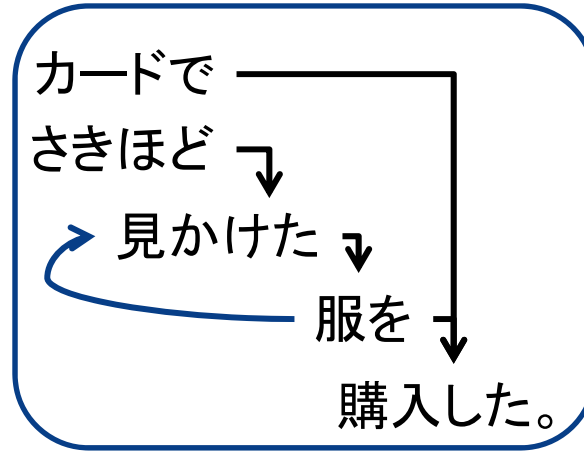 カードで
さきほど
見かけた
服を
購入した。